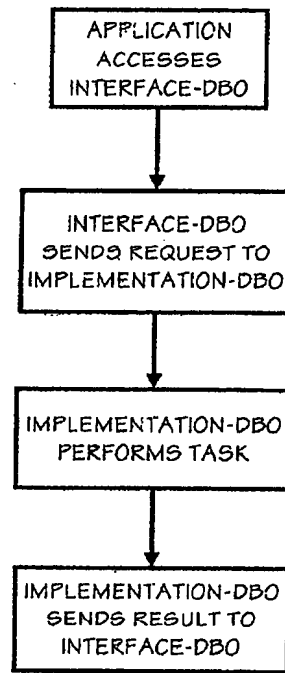 APPLICATION
ACCESSES
INTERFACE-DBO
INTERFACE-DBO
SENDS REQUEST TO
IMPLEMENTATION-DBO
IMPLEMENTATION-DBO
PERFORMS TASK
IMPLEMENTATION-DBO
SENDS RESULT TO
INTERFACE-DBO